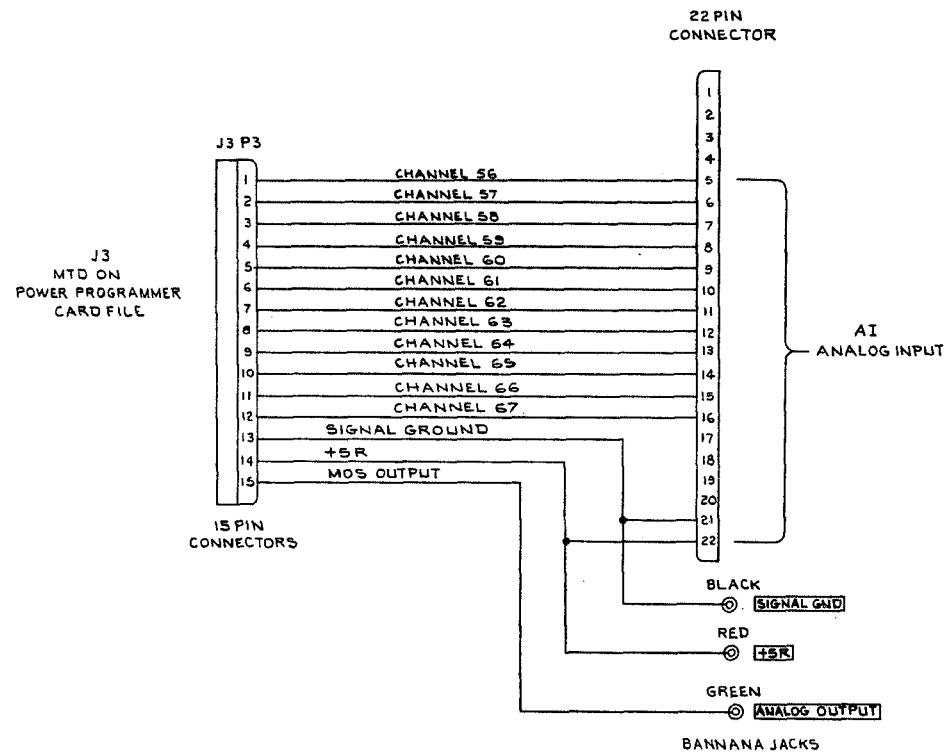 22 PIN
CONNECTOR
1
2
3
4
5
6
7
8
9
10
11
12
13
14
15
16
17
18
19
20
21
22
J3 P3
1
2
3
4
5
6
7
8
9
10
11
12
13
14
15
15 PIN
CONNECTORS
J3
MTD ON
POWER PROGRAMMER
CARD FILE
CHANNEL 56
CHANNEL 57
CHANNEL 58
CHANNEL 59
CHANNEL 60
CHANNEL 61
CHANNEL 62
CHANNEL 63
CHANNEL 64
CHANNEL 65
CHANNEL 66
CHANNEL 67
SIGNAL GROUND
+5R
MOS OUTPUT
AI
ANALOG INPUT
BLACK
SIGNAL GND
RED
+5R
GREEN
ANALOG OUTPUT
BANNANA JACKS